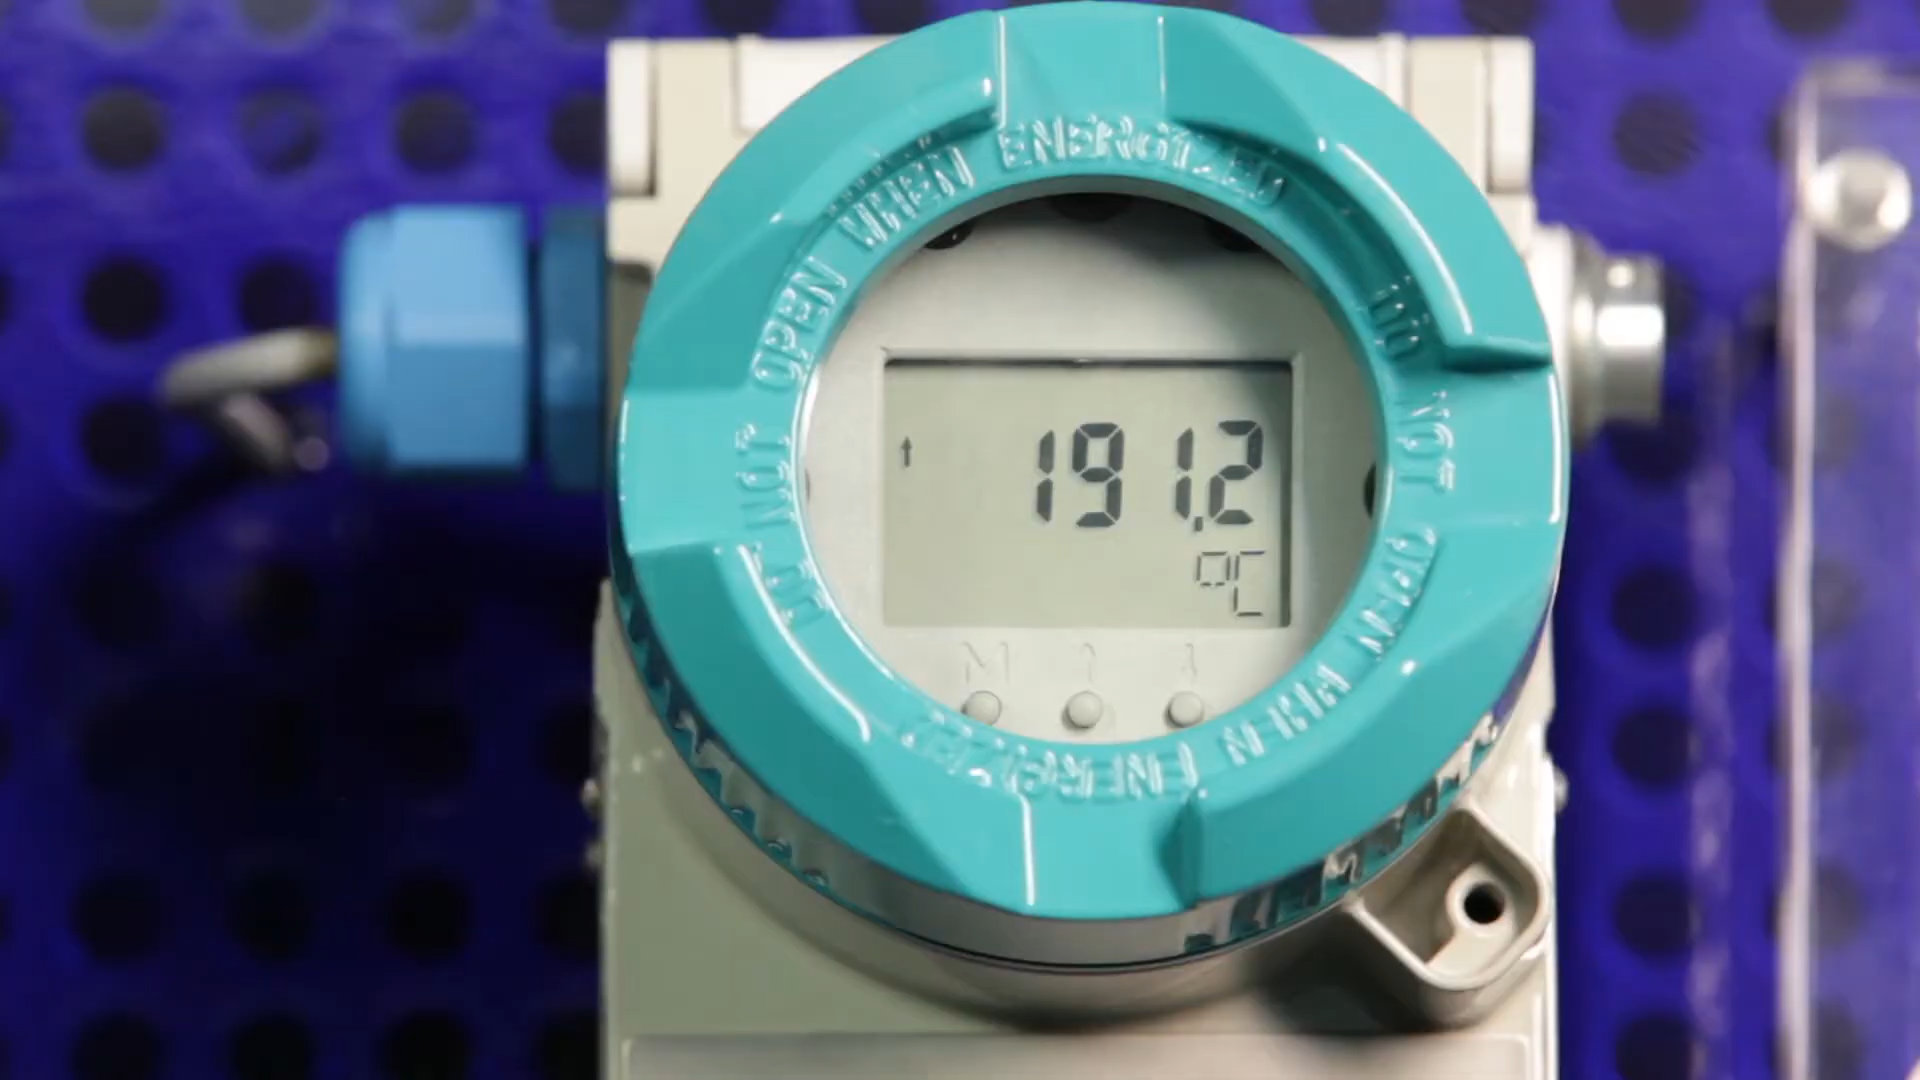 DO NOT OPEN WHEN ENERGIZED
DO NOT OPEN WHEN ENERGIZED
↑ 191,2
°C
M